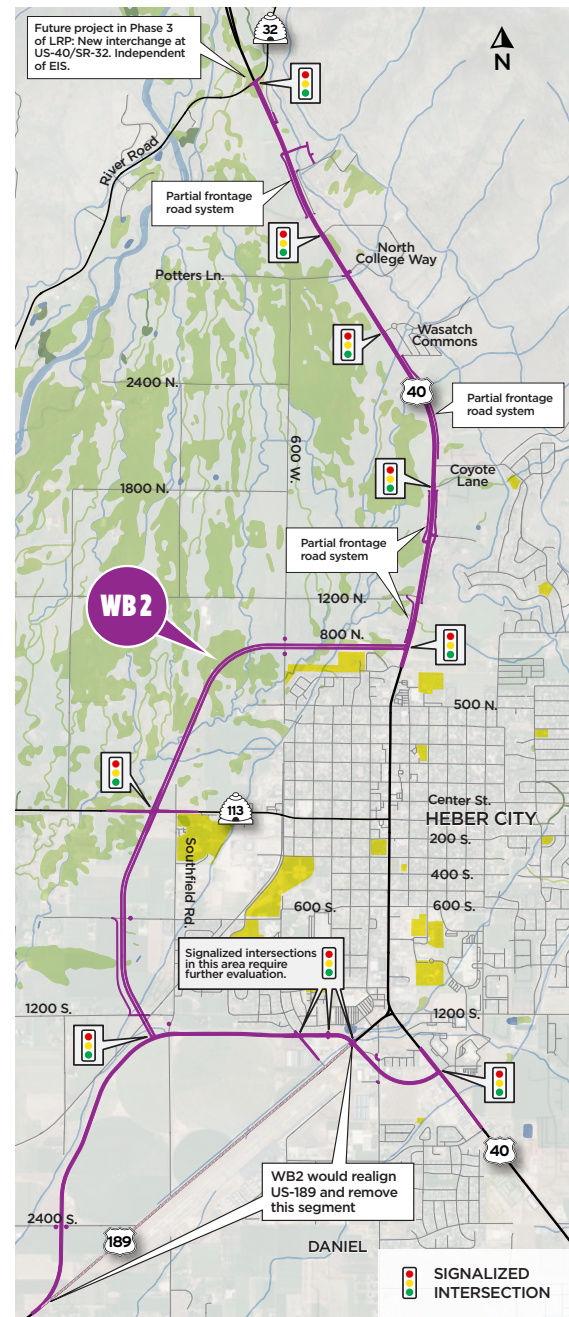 Future project in Phase 3
of LRP: New interchange at
US-40/SR-32. Independent
of EIS.
32
N
River Road
Partial frontage
road system
North
College Way
Potters Ln.
Wasatch
Commons
2400 N.
40
Partial frontage
road system
600 W.
Coyote
Lane
1800 N.
Partial frontage
road system
1200 N.
WB2
800 N.
500 N.
113
Center St.
HEBER CITY
200 S.
Southfield Rd.
400 S.
600 S.
600 S.
Signalized intersections
in this area require
further evaluation.
1200 S.
1200 S.
40
WB2 would realign
US-189 and remove
this segment
2400 S.
189
DANIEL
SIGNALIZED
INTERSECTION